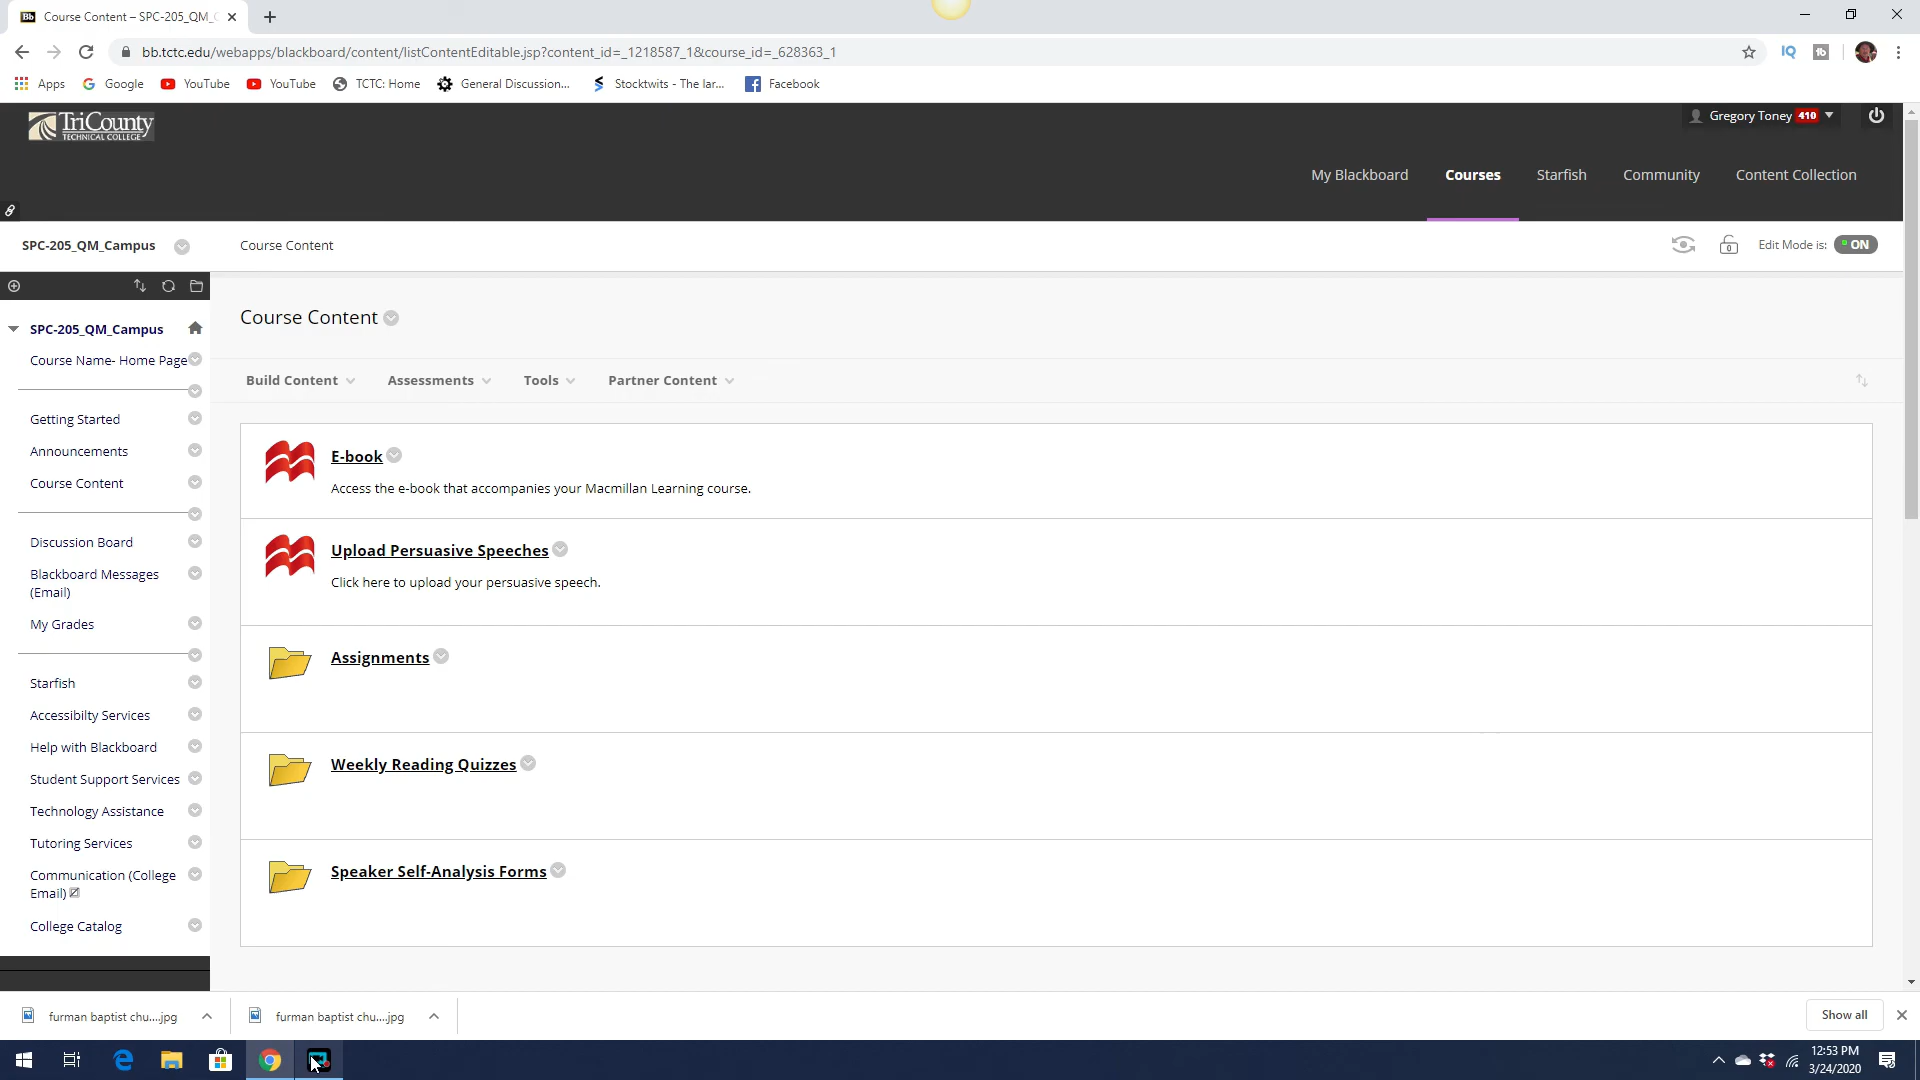 Course Content – SPC-205_QM_C
bb.tctc.edu/webapps/blackboard/content/listContentEditable.jsp?content_id=_1218587_1&course_id=_628363_1
Apps Google YouTube YouTube TCTC: Home General Discussion... Stocktwits - The lar... Facebook
TriCounty
TECHNICAL COLLEGE
Gregory Toney 410
My Blackboard Courses Starfish Community Content Collection
SPC-205_QM_Campus
Course Content
Edit Mode is: ON
SPC-205_QM_Campus
Course Name- Home Page
Getting Started
Announcements
Course Content
Discussion Board
Blackboard Messages
(Email)
My Grades
Starfish
Accessibilty Services
Help with Blackboard
Student Support Services
Technology Assistance
Tutoring Services
Communication (College
Email)
College Catalog
Course Content
Build Content Assessments Tools Partner Content
E-book
Access the e-book that accompanies your Macmillan Learning course.
Upload Persuasive Speeches
Click here to upload your persuasive speech.
Assignments
Weekly Reading Quizzes
Speaker Self-Analysis Forms
furman baptist chu....jpg furman baptist chu....jpg Show all
12:53 PM
3/24/2020